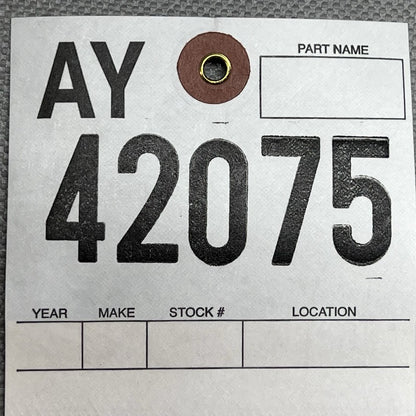 AY
PART NAME
42075
YEAR MAKE STOCK # LOCATION